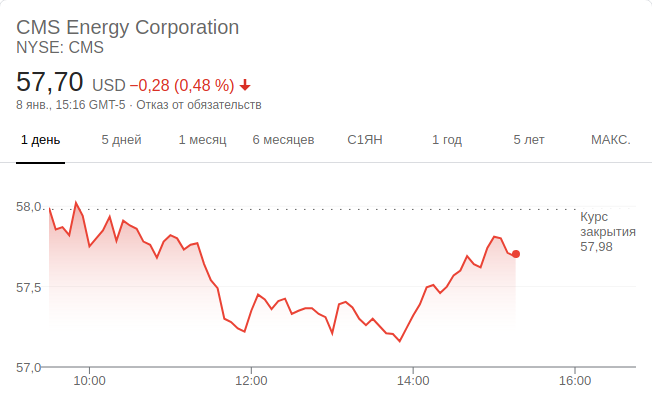 CMS Energy Corporation
NYSE: CMS
57,70 USD −0,28 (0,48 %)
8 янв., 15:16 GMT-5 · Отказ от обязательств
1 день 5 дней 1 месяц 6 месяцев С1ЯН 1 год 5 лет МАКС.
58,0
Курс
закрытия
57,98
57,5
57,0
10:00 12:00 14:00 16:00